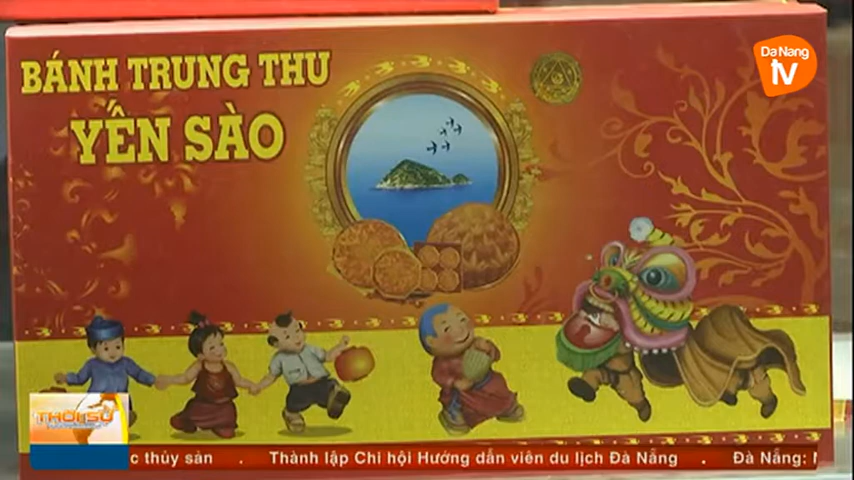 BÁNH TRUNG THU
YẾN SÀO
Da Nang
tv
THỜI SỰ
c thủy sản . Thành lập Chi hội Hướng dẫn viên du lịch Đà Nẵng . Đà Nẵng: